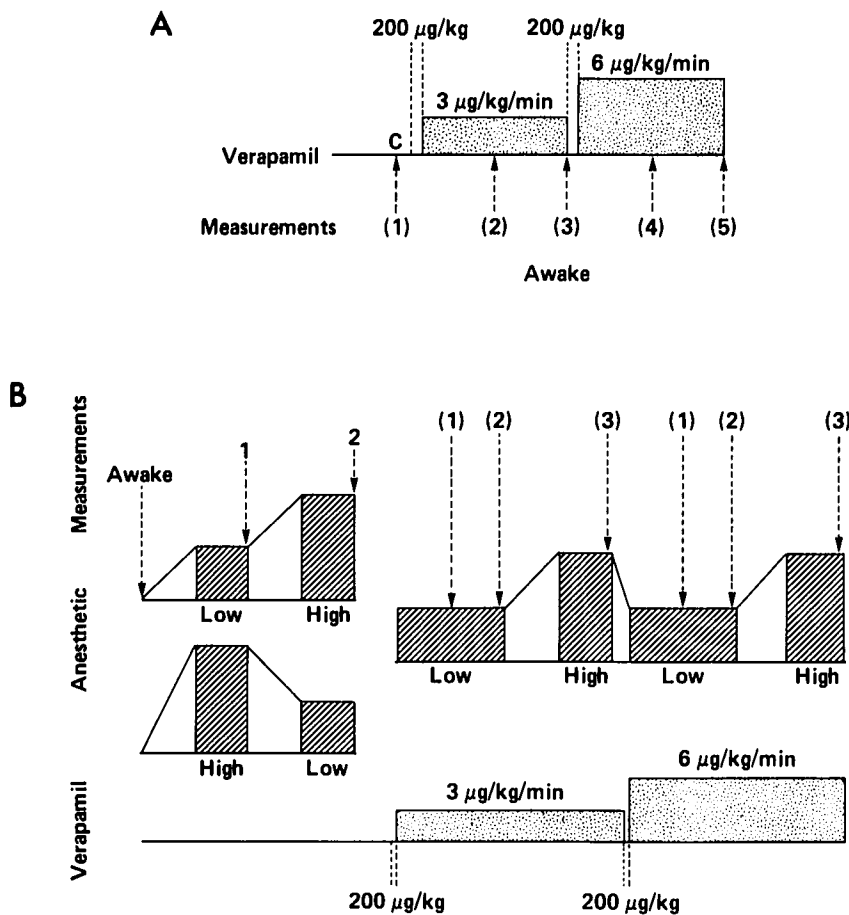 A
200 μg/kg 200 μg/kg
6 μg/kg/min
3 μg/kg/min
C
Verapamil
Measurements (1) (2) (3) (4) (5)
Awake
B
Measurements
(1) (2) (3) (1) (2) (3)
2
1
Awake
Low High
Anesthetic
Low High Low High
High Low
Verapamil
6 μg/kg/min
3 μg/kg/min
200 μg/kg 200 μg/kg